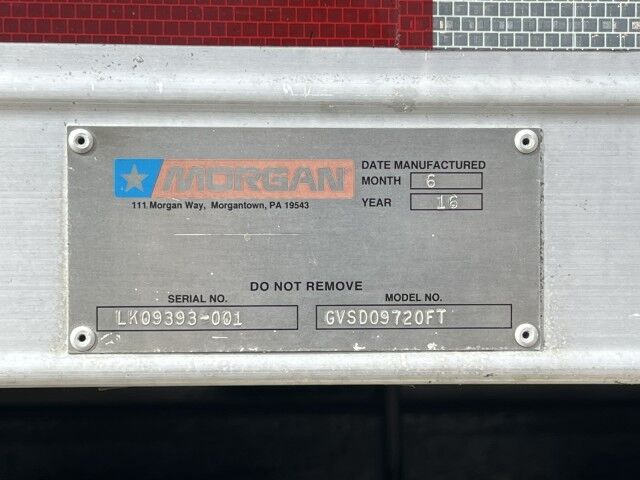 MORGAN
111 Morgan Way, Morgantown, PA 19543
DATE MANUFACTURED
MONTH 6
YEAR 16
DO NOT REMOVE
SERIAL NO. MODEL NO.
LK09393-001 GVSD09720FT